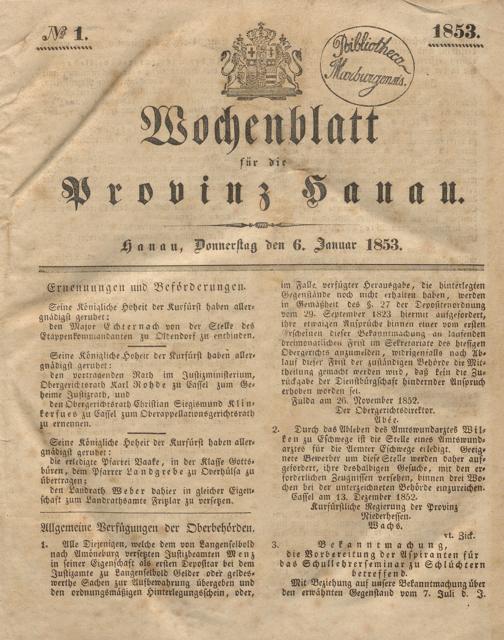 № 1.
1853.
Bibliotheca
Marburgensis.
Wochenblatt
für die
Provinz Hanau.
Hanau, Donnerstag den 6. Januar 1853.
Ernennungen und Beförderungen.
Seine Königliche Hoheit der Kurfürst haben aller-
gnädigst geruhet:
den Major Echternach von der Stelle des
Etappenkommandanten zu Oldendorf zu entbinden.
Seine Königliche Hoheit der Kurfürst haben aller-
gnädigst geruhet:
den vortragenden Rath im Justizministerium,
Obergerichtsrath Karl Rohde zu Cassel zum Ge-
heime Justizrath, und
den Obergerichtsrath Christian Siegismund Klin-
kerfues zu Cassel zum Oberappellationsgerichtsrath
zu ernennen.
Seine Königliche Hoheit der Kurfürst haben aller-
gnädigst geruhet:
die erledigte Pfarrei Vaake, in der Klasse Gotts-
büren, dem Pfarrer Landgrebe zu Oberhülsa zu
übertragen;
den Landrath Weber dahier in gleicher Eigen-
schaft zum Landrathsamte Fritzlar zu versetzen.
Allgemeine Verfügungen der Oberbehörden.
1. Alle Diejenigen, welche dem von Langenselbold
nach Amöneburg versetzten Justizbeamten Menz
in seiner Eigenschaft als ersten Depositar bei dem
Justizamte zu Langenselbold Gelder oder geldes-
werthe Sachen zur Aufbewahrung übergeben und
den ordnungsmäßigen Hinterlegungsschein, oder,
im Falle verfügter Herausgabe, die hinterlegten
Gegenstände noch nicht erhalten haben, werden
in Gemäßheit des § 27 der Depositenordnung
vom 29. September 1823 hiermit aufgefordert,
ihre etwaigen Ansprüche binnen einer vom ersten
Erscheinen dieser Bekanntmachung an laufenden
dreimonatlichen Frist im Sekretariate des hiesigen
Obergerichts anzumelden, widrigenfalls nach Ab-
lauf dieser Frist der zuständigen Behörde die Mit-
theilung gemacht werden wird, daß kein die Zu-
rückgabe der Dienstbürgschaft hindernder Anspruch
erhoben worden sei.
Fulda am 26. November 1852.
Der Obergerichtsdirektor.
Abée.
2. Durch das Ableben des Amtswundarztes Wil-
ken zu Eschwege ist die Stelle eines Amtswund-
arztes für die Aemter Eschwege erledigt. Geeig-
nete Bewerber um diese Stelle werden daher auf-
gefordert, ihre deshalbigen Gesuche, mit den er-
forderlichen Zeugnissen versehen, binnen drei Wo-
chen bei der unterzeichneten Behörde einzureichen.
Cassel am 13. Dezember 1852.
Kurfürstliche Regierung der Provinz
Niederhessen.
Wachs.
vt. Zick.
3. Bekanntmachung,
die Vorbereitung der Aspiranten für
das Schullehrerseminar zu Schlüchtern
betreffend.
Mit Beziehung auf unsere Bekanntmachung über
den erwähnten Gegenstand vom 7. Juli d. J.